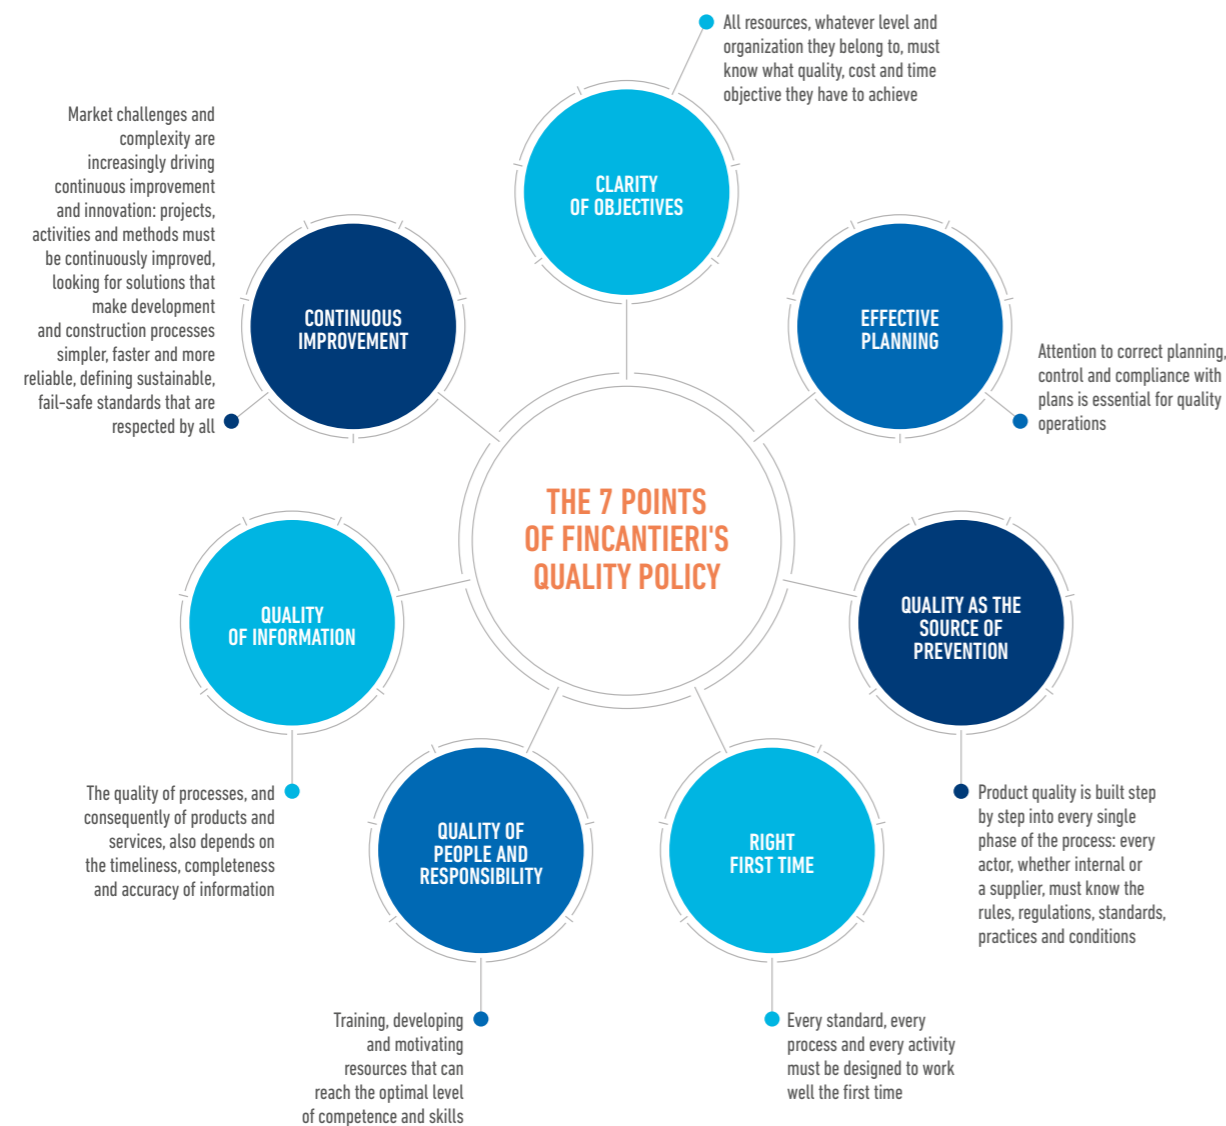 THE 7 POINTS
OF FINCANTIERI'S
QUALITY POLICY
CLARITY
OF OBJECTIVES
All resources, whatever level and
organization they belong to, must
know what quality, cost and time
objective they have to achieve
EFFECTIVE
PLANNING
Attention to correct planning,
control and compliance with
plans is essential for quality
operations
QUALITY AS THE
SOURCE OF
PREVENTION
Product quality is built step
by step into every single
phase of the process: every
actor, whether internal or
a supplier, must know the
rules, regulations, standards,
practices and conditions
RIGHT
FIRST TIME
Every standard, every
process and every activity
must be designed to work
well the first time
QUALITY OF
PEOPLE AND
RESPONSIBILITY
Training, developing
and motivating
resources that can
reach the optimal level
of competence and skills
QUALITY
OF INFORMATION
The quality of processes, and
consequently of products and
services, also depends on
the timeliness, completeness
and accuracy of information
CONTINUOUS
IMPROVEMENT
Market challenges and
complexity are
increasingly driving
continuous improvement
and innovation: projects,
activities and methods must
be continuously improved,
looking for solutions that
make development
and construction processes
simpler, faster and more
reliable, defining sustainable,
fail-safe standards that are
respected by all